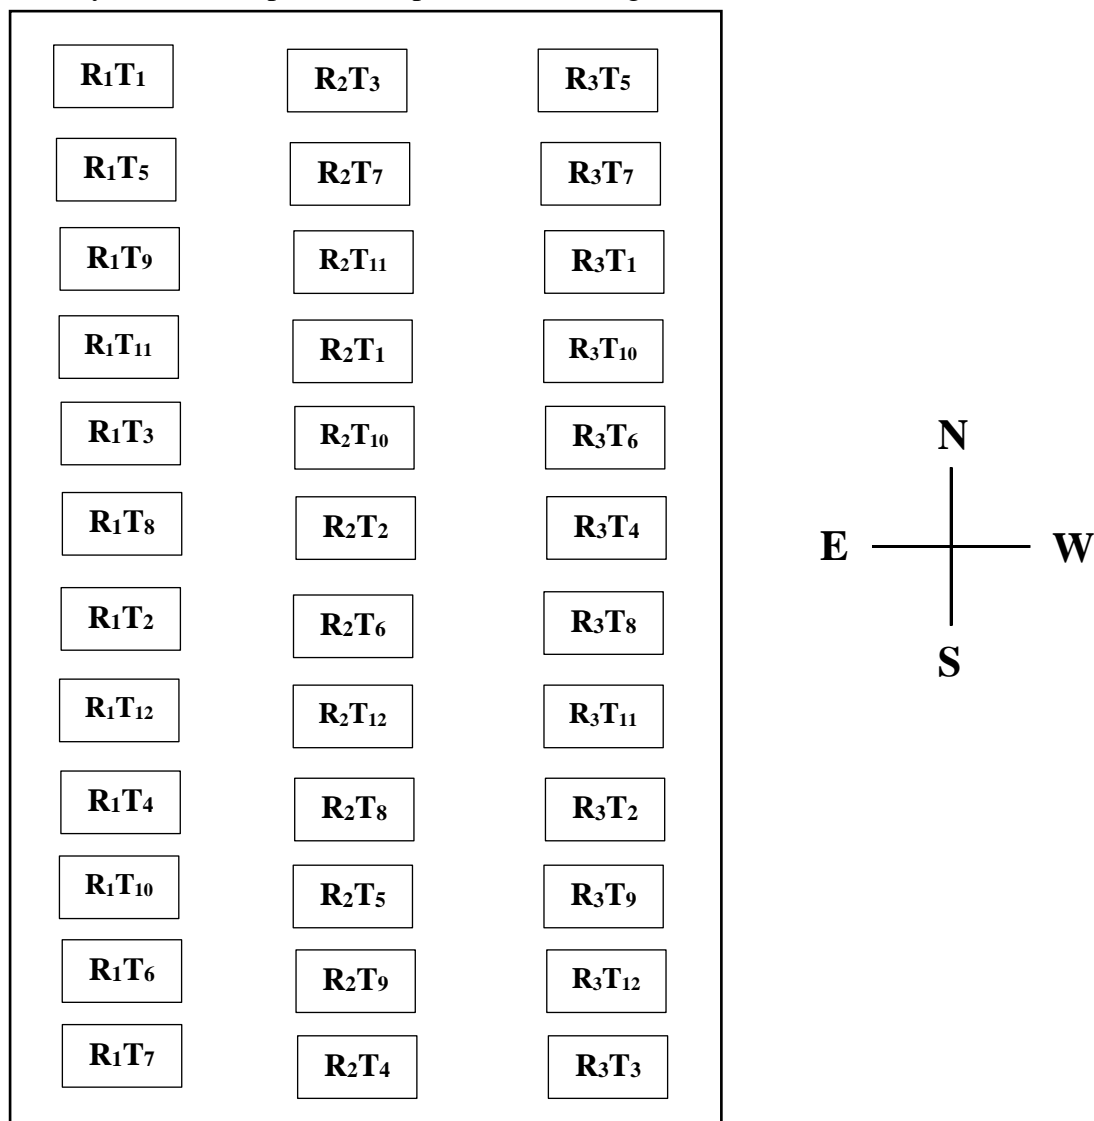 R₁T₁ R₂T₃ R₃T₅
R₁T₅ R₂T₇ R₃T₇
R₁T₉ R₂T₁₁ R₃T₁
R₁T₁₁ R₂T₁ R₃T₁₀
R₁T₃ R₂T₁₀ R₃T₆
R₁T₈ R₂T₂ R₃T₄
R₁T₂ R₂T₆ R₃T₈
R₁T₁₂ R₂T₁₂ R₃T₁₁
R₁T₄ R₂T₈ R₃T₂
R₁T₁₀ R₂T₅ R₃T₉
R₁T₆ R₂T₉ R₃T₁₂
R₁T₇ R₂T₄ R₃T₃
N
E W
S